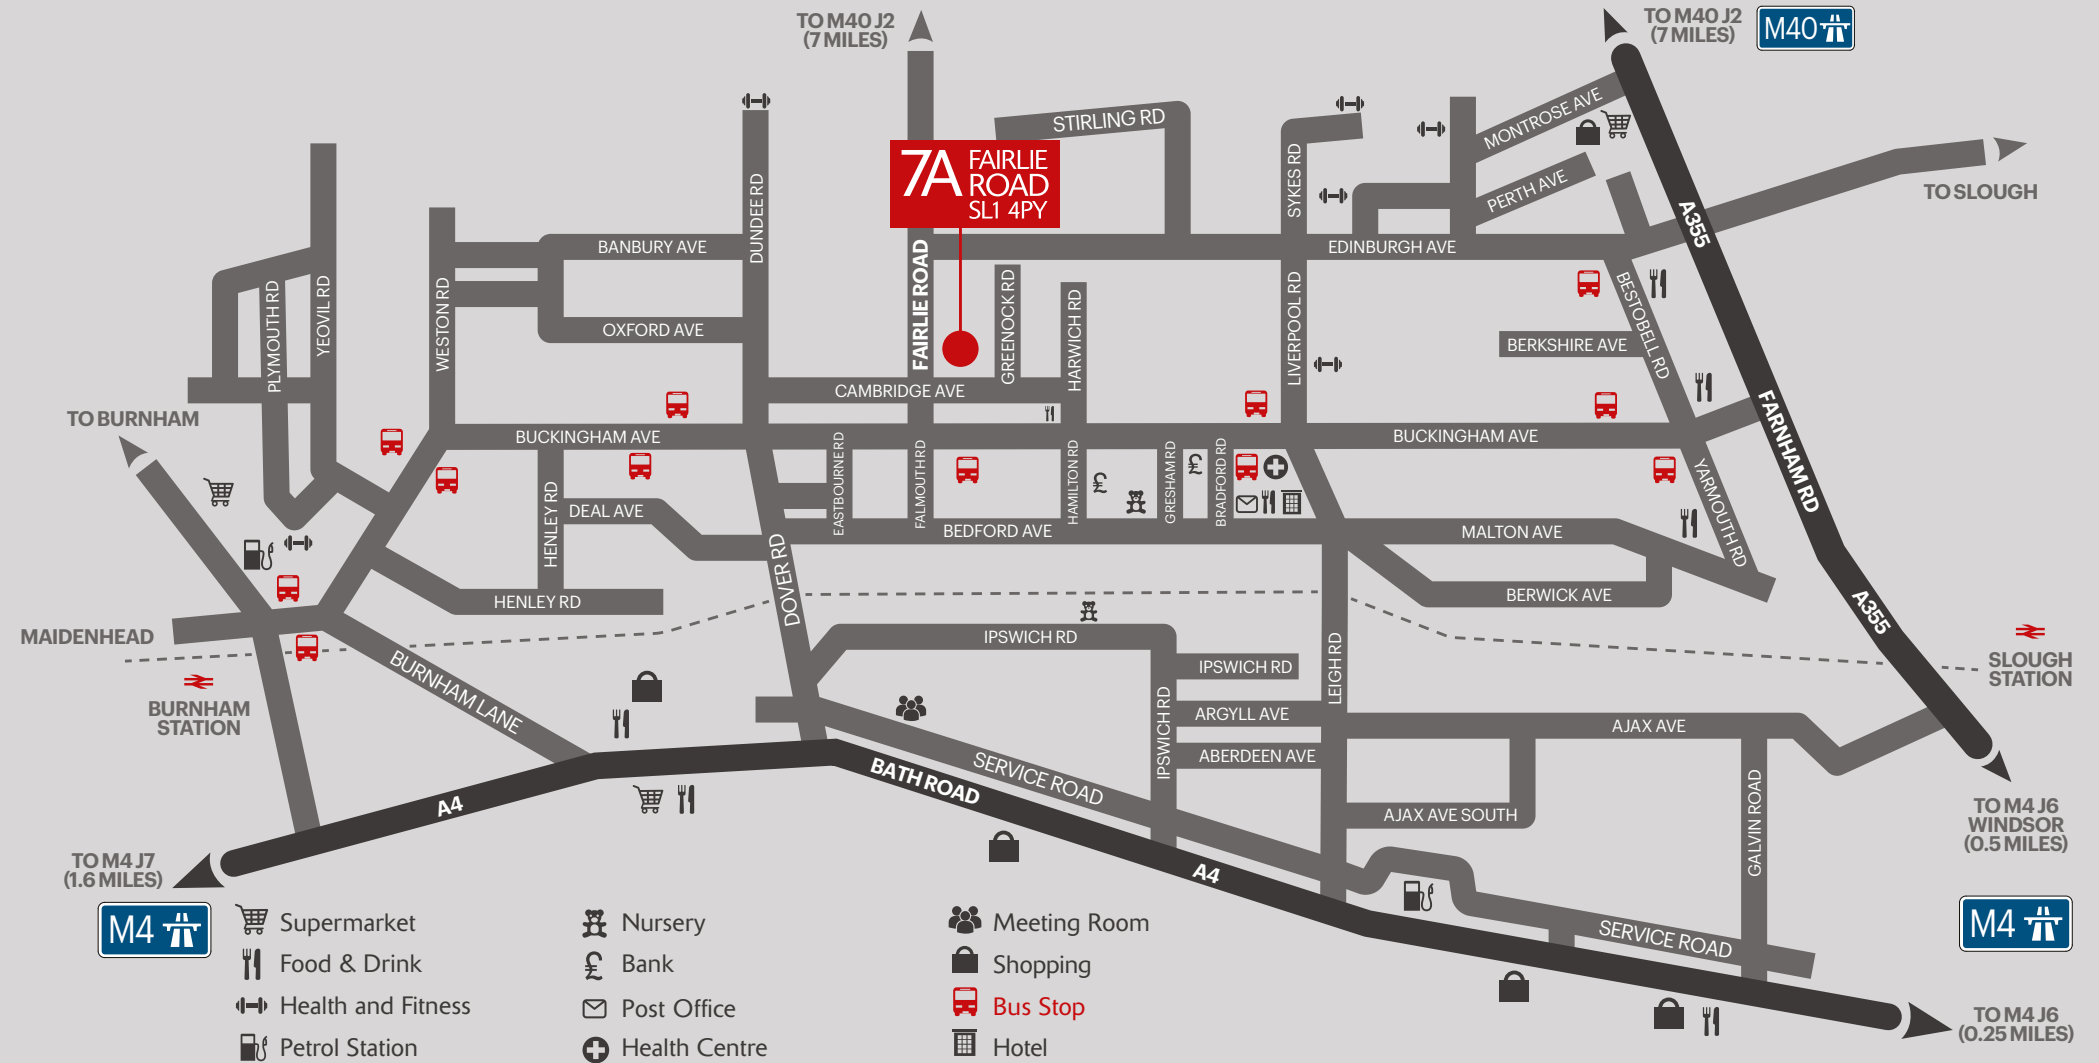 TO M40 J2
(7 MILES)
TO M40 J2
(7 MILES)
M40
STIRLING RD
MONTROSE AVE
PERTH AVE
SYKES RD
7A FAIRLIE
ROAD
SL1 4PY
TO SLOUGH
A355
DUNDEE RD
BANBURY AVE
EDINBURGH AVE
FAIRLIE ROAD
OXFORD AVE
PLYMOUTH RD
YEOVIL RD
WESTON RD
GREENOCK RD
HARWICH RD
LIVERPOOL RD
BESTOBELL RD
BERKSHIRE AVE
CAMBRIDGE AVE
FARNHAM RD
TO BURNHAM
BUCKINGHAM AVE
BUCKINGHAM AVE
EASTBOURNE RD
FALMOUTH RD
HAMILTON RD
GRESHAM RD
BRADFORD RD
YARMOUTH RD
HENLEY RD
DEAL AVE
BEDFORD AVE
MALTON AVE
DOVER RD
HENLEY RD
BERWICK AVE
A355
MAIDENHEAD
IPSWICH RD
IPSWICH RD
LEIGH RD
BURNHAM LANE
BURNHAM
STATION
SLOUGH
STATION
IPSWICH RD
ARGYLL AVE
AJAX AVE
ABERDEEN AVE
SERVICE ROAD
BATH ROAD
A4
AJAX AVE SOUTH
GALVIN ROAD
TO M4 J6
WINDSOR
(0.5 MILES)
TO M4 J7
(1.6 MILES)
A4
M4
M4
SERVICE ROAD
TO M4 J6
(0.25 MILES)
Supermarket
Food & Drink
Health and Fitness
Petrol Station
Nursery
£ Bank
Post Office
Health Centre
Meeting Room
Shopping
Bus Stop
Hotel
£
£